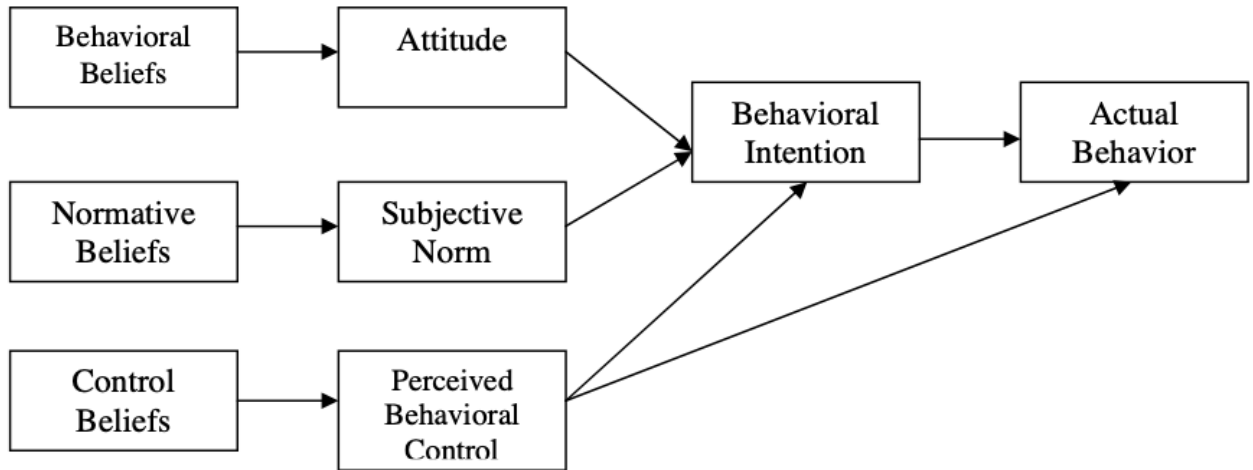 Behavioral
Beliefs
Attitude
Behavioral
Intention
Actual
Behavior
Normative
Beliefs
Subjective
Norm
Control
Beliefs
Perceived
Behavioral
Control